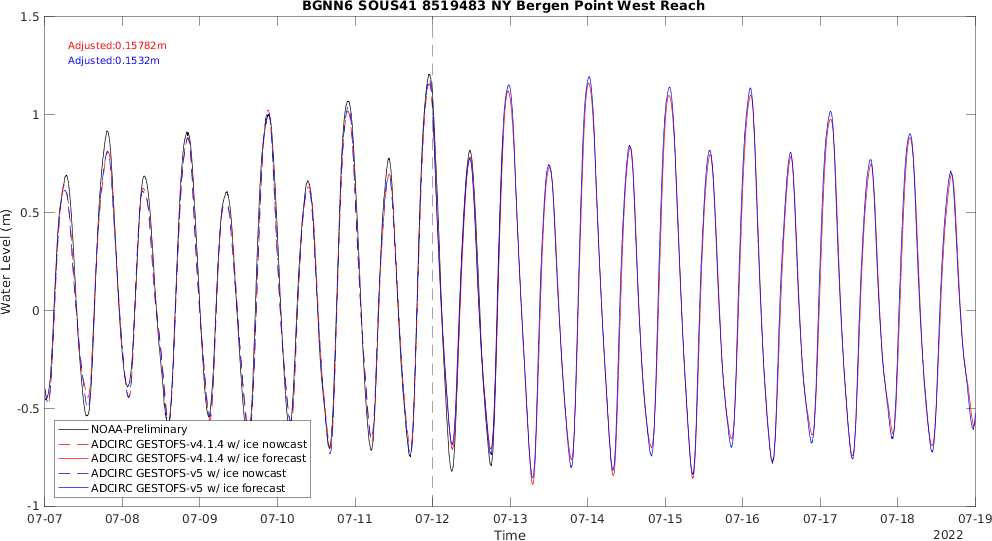 BGNN6 SOUS41 8519483 NY Bergen Point West Reach
1.5
Adjusted:0.15782m
Adjusted:0.1532m
1
0.5
0
-0.5
-1
Water Level (m)
NOAA-Preliminary
ADCIRC GESTOFS-v4.1.4 w/ ice nowcast
ADCIRC GESTOFS-v4.1.4 w/ ice forecast
ADCIRC GESTOFS-v5 w/ ice nowcast
ADCIRC GESTOFS-v5 w/ ice forecast
07-07 07-08 07-09 07-10 07-11 07-12 07-13 07-14 07-15 07-16 07-17 07-18 07-19
Time
2022